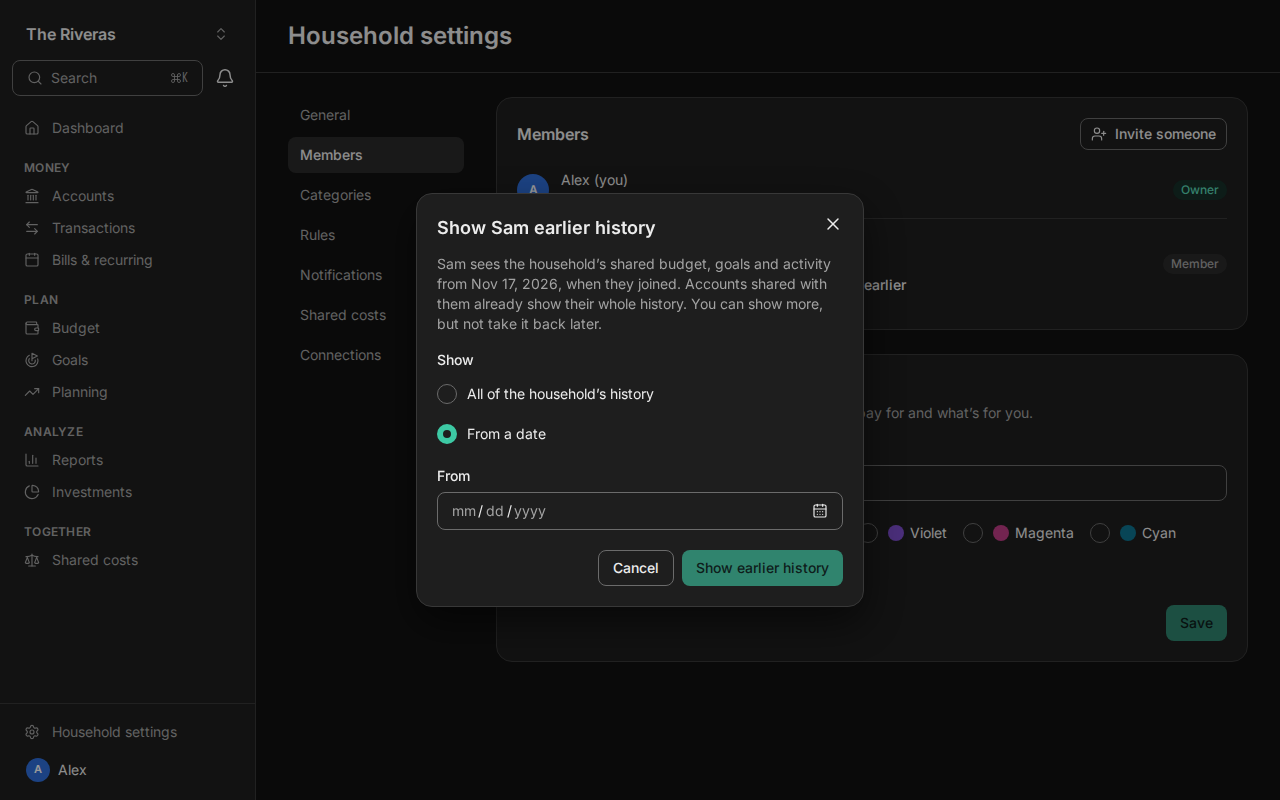 The Riveras
Search
⌘K
Dashboard
MONEY
Accounts
Transactions
Bills & recurring
PLAN
Budget
Goals
Planning
ANALYZE
Reports
Investments
TOGETHER
Shared costs
Household settings
A
Alex
Household settings
General
Members
Categories
Rules
Notifications
Shared costs
Connections
Members
Invite someone
A
Alex (you)
Owner
Member
earlier
pay for and what’s for you.
Violet
Magenta
Cyan
Save
Show Sam earlier history
Sam sees the household’s shared budget, goals and activity
from Nov 17, 2026, when they joined. Accounts shared with
them already show their whole history. You can show more,
but not take it back later.
Show
All of the household’s history
From a date
From
mm/dd/yyyy
Cancel
Show earlier history